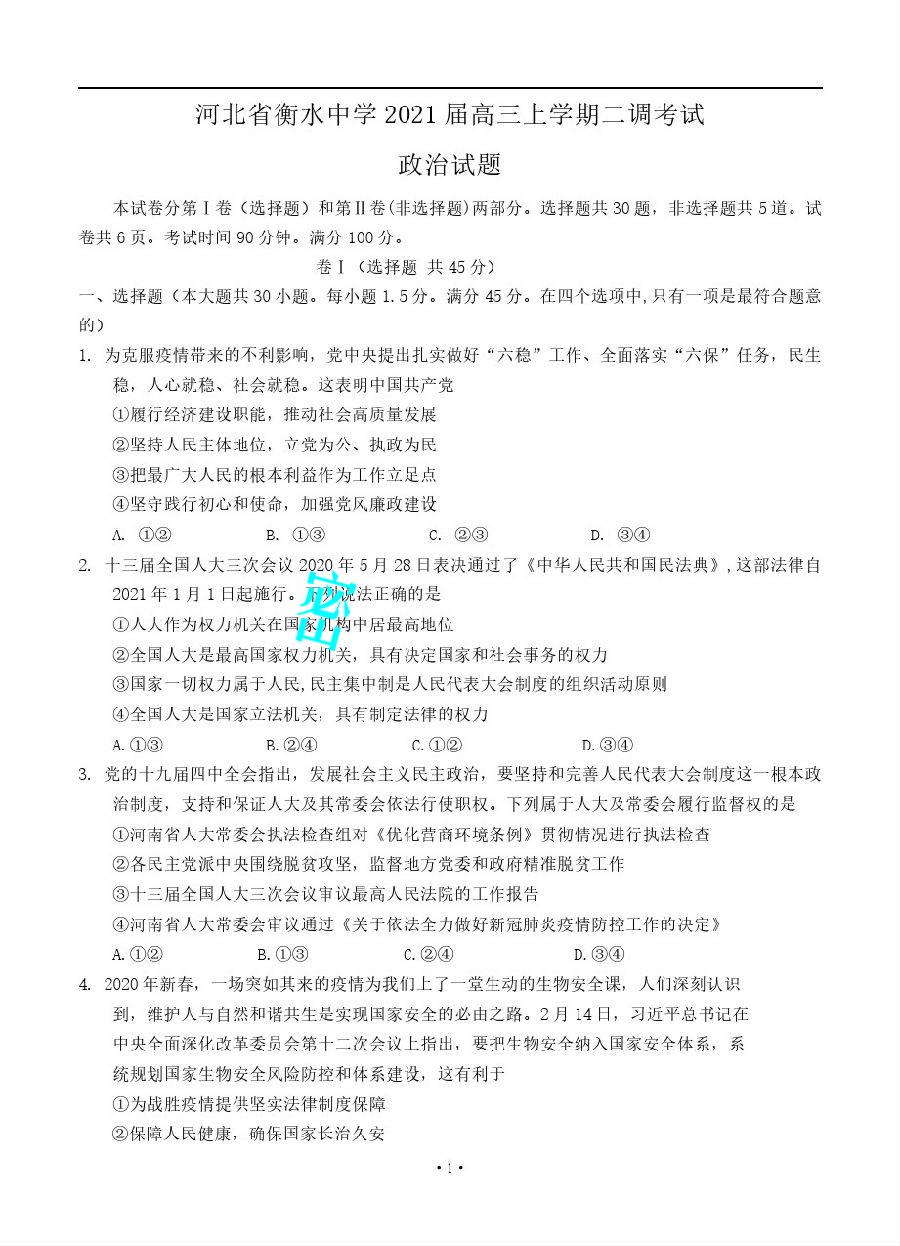 河北省衡水中学 2021 届高三上学期二调考试
政治试题
本试卷分第Ⅰ卷（选择题）和第Ⅱ卷(非选择题)两部分。选择题共 30 题，非选择题共 5 道。试
卷共 6 页。考试时间 90 分钟。满分 100 分。
卷Ⅰ（选择题 共 45 分）
一、选择题（本大题共 30 小题。每小题 1.5 分。满分 45 分。在四个选项中,只有一项是最符合题意
的）
1. 为克服疫情带来的不利影响，党中央提出扎实做好“六稳”工作、全面落实“六保”任务，民生
稳，人心就稳、社会就稳。这表明中国共产党
①履行经济建设职能，推动社会高质量发展
②坚持人民主体地位，立党为公、执政为民
③把最广大人民的根本利益作为工作立足点
④坚守践行初心和使命，加强党风廉政建设
A. ①② B. ①③ C. ②③ D. ③④
2. 十三届全国人大三次会议 2020 年 5 月 28 日表决通过了《中华人民共和国民法典》,这部法律自
2021 年 1 月 1 日起施行。下列说法正确的是
①人人作为权力机关在国家机构中居最高地位
②全国人大是最高国家权力机关，具有决定国家和社会事务的权力
③国家一切权力属于人民,民主集中制是人民代表大会制度的组织活动原则
④全国人大是国家立法机关，具有制定法律的权力
A.①③ B.②④ C.①② D.③④
3. 党的十九届四中全会指出，发展社会主义民主政治，要坚持和完善人民代表大会制度这一根本政
治制度，支持和保证人大及其常委会依法行使职权。下列属于人大及常委会履行监督权的是
①河南省人大常委会执法检查组对《优化营商环境条例》贯彻情况进行执法检查
②各民主党派中央围绕脱贫攻坚，监督地方党委和政府精准脱贫工作
③十三届全国人大三次会议审议最高人民法院的工作报告
④河南省人大常委会审议通过《关于依法全力做好新冠肺炎疫情防控工作的决定》
A.①② B.①③ C.②④ D.③④
4. 2020 年新春，一场突如其来的疫情为我们上了一堂生动的生物安全课，人们深刻认识
到，维护人与自然和谐共生是实现国家安全的必由之路。2 月 14 日，习近平总书记在
中央全面深化改革委员会第十二次会议上指出，要把生物安全纳入国家安全体系，系
统规划国家生物安全风险防控和体系建设，这有利于
①为战胜疫情提供坚实法律制度保障
②保障人民健康，确保国家长治久安
·1·